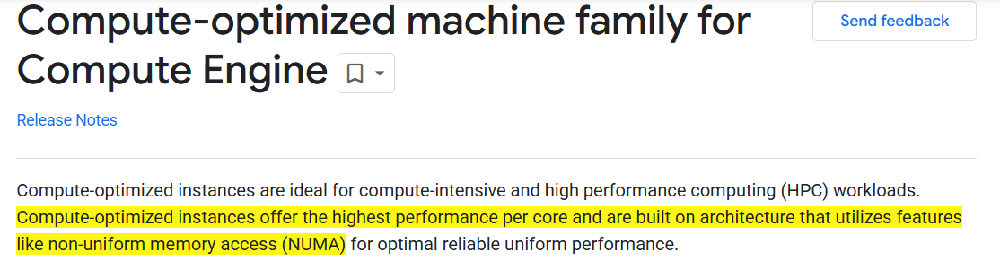 Compute-optimized machine family for
Send feedback
Compute Engine
Release Notes
Compute-optimized instances are ideal for compute-intensive and high performance computing (HPC) workloads.
Compute-optimized instances offer the highest performance per core and are built on architecture that utilizes features
like non-uniform memory access (NUMA) for optimal reliable uniform performance.